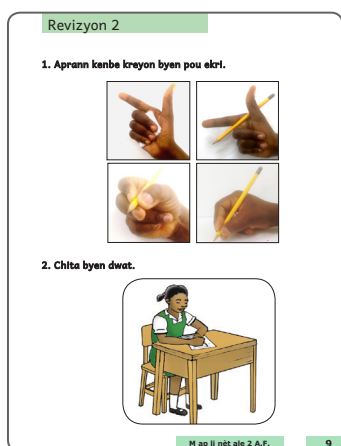 Revizyon 2
1. Aprann kenbe kreyon byen pou ekri.
2. Chita byen dwat.
M ap li nèt ale 2 A.F. 9